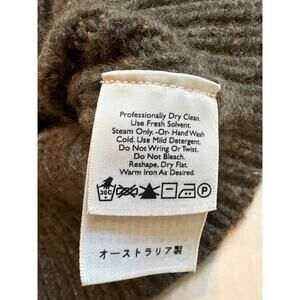 Professionally Dry Clean.
Use Fresh Solvent.
Steam Only. -Or- Hand Wash
Cold. Use Mild Detergent.
Do Not Wring Or Twist.
Do Not Bleach.
Reshape, Dry Flat.
Warm Iron As Desired.
30C P
オーストラリア製